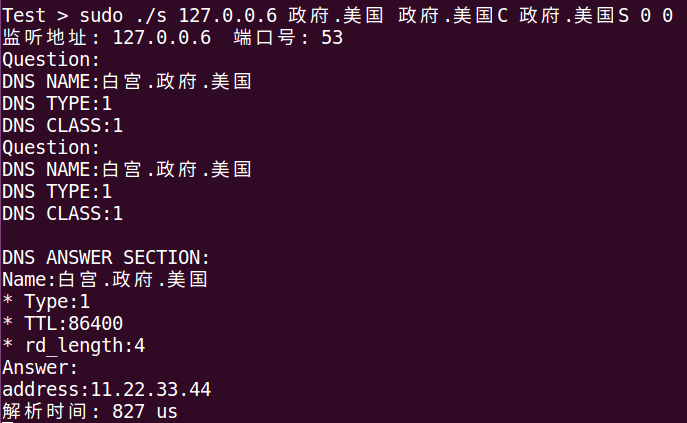 Test > sudo ./s 127.0.0.6 政府.美国 政府.美国C 政府.美国S 0 0
监听地址: 127.0.0.6  端口号: 53
Question:
DNS NAME:白宫.政府.美国
DNS TYPE:1
DNS CLASS:1
Question:
DNS NAME:白宫.政府.美国
DNS TYPE:1
DNS CLASS:1
DNS ANSWER SECTION:
Name:白宫.政府.美国
* Type:1
* TTL:86400
* rd_length:4
Answer:
address:11.22.33.44
解析时间: 827 us